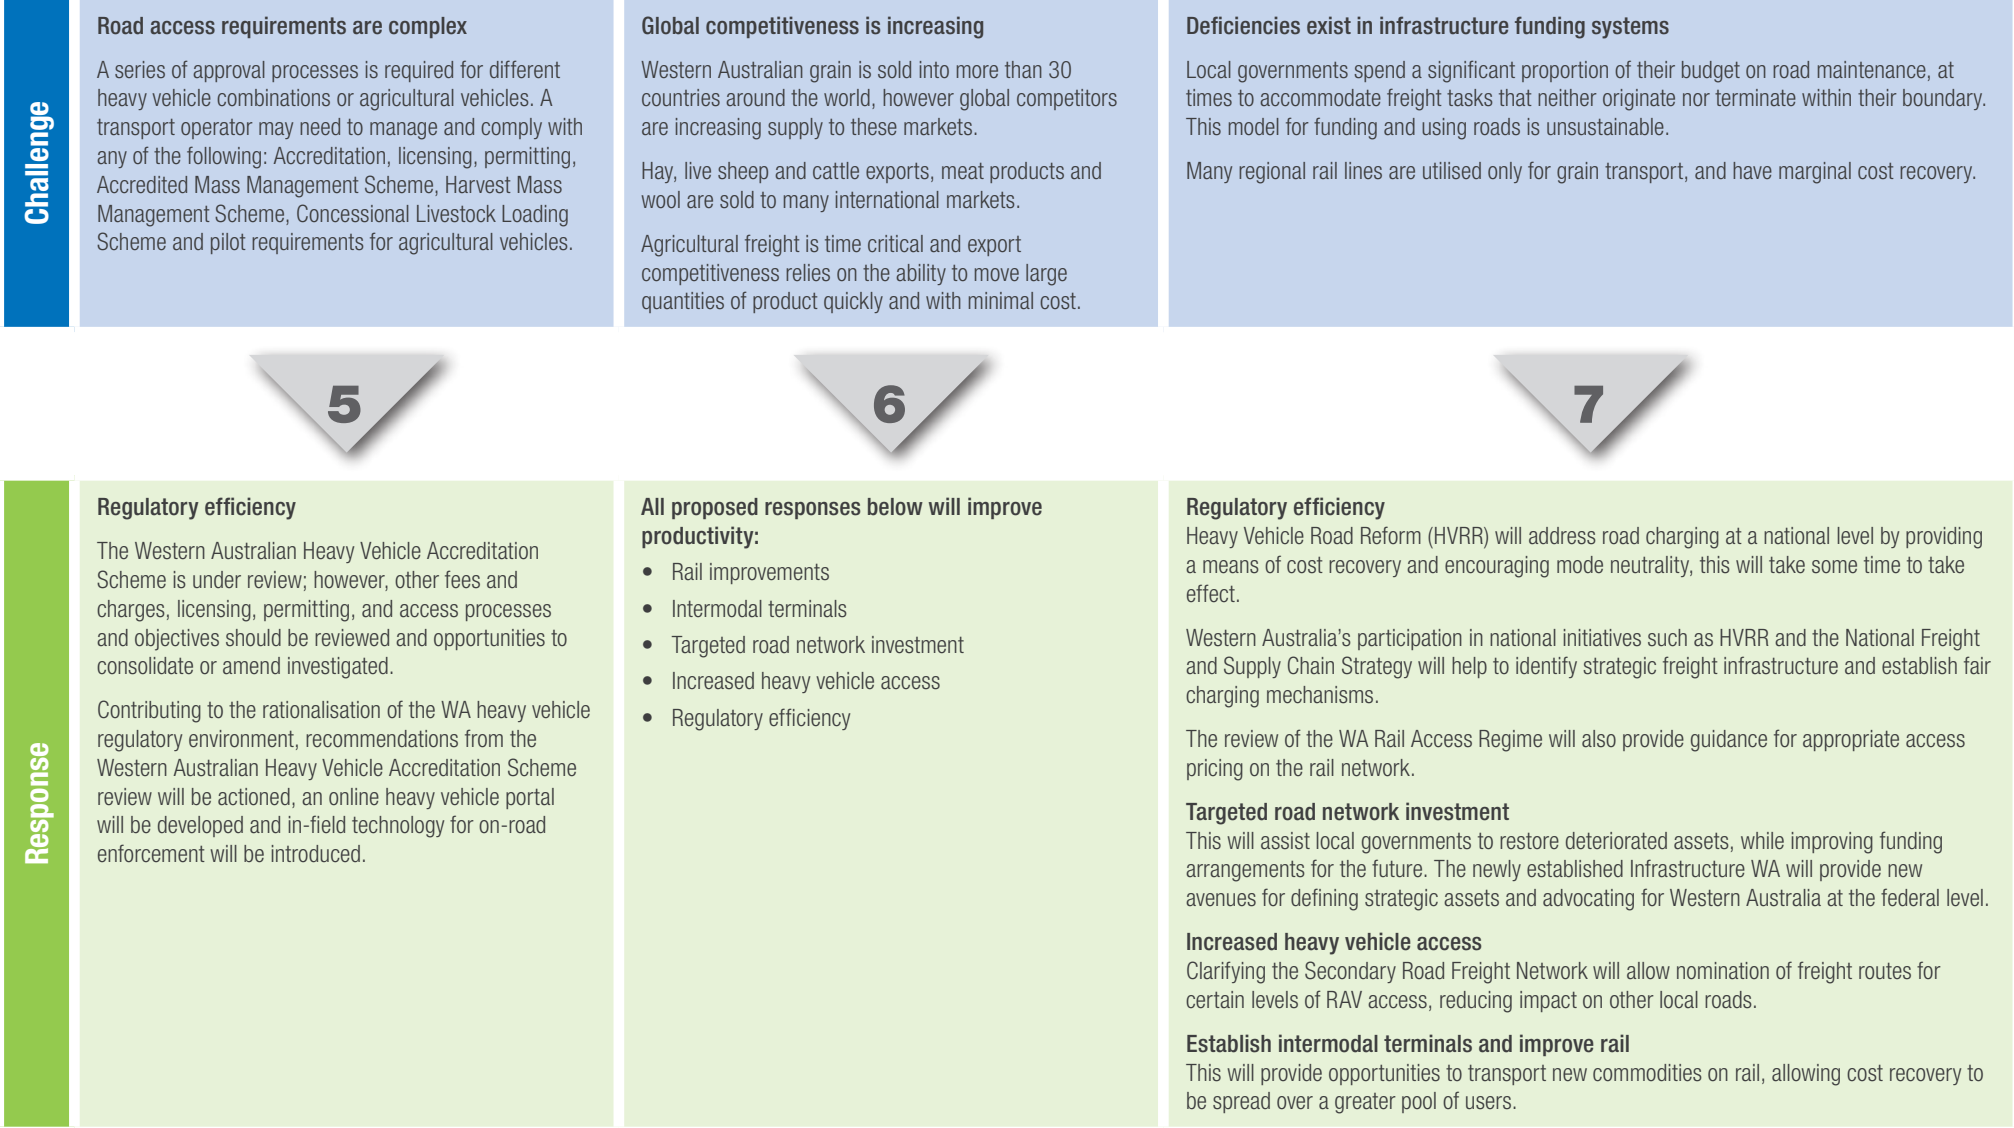 Challenge
Road access requirements are complex
A series of approval processes is required for different
heavy vehicle combinations or agricultural vehicles. A
transport operator may need to manage and comply with
any of the following: Accreditation, licensing, permitting,
Accredited Mass Management Scheme, Harvest Mass
Management Scheme, Concessional Livestock Loading
Scheme and pilot requirements for agricultural vehicles.
Global competitiveness is increasing
Western Australian grain is sold into more than 30
countries around the world, however global competitors
are increasing supply to these markets.
Hay, live sheep and cattle exports, meat products and
wool are sold to many international markets.
Agricultural freight is time critical and export
competitiveness relies on the ability to move large
quantities of product quickly and with minimal cost.
Deficiencies exist in infrastructure funding systems
Local governments spend a significant proportion of their budget on road maintenance, at
times to accommodate freight tasks that neither originate nor terminate within their boundary.
This model for funding and using roads is unsustainable.
Many regional rail lines are utilised only for grain transport, and have marginal cost recovery.
5
6
7
Response
Regulatory efficiency
The Western Australian Heavy Vehicle Accreditation
Scheme is under review; however, other fees and
charges, licensing, permitting, and access processes
and objectives should be reviewed and opportunities to
consolidate or amend investigated.
Contributing to the rationalisation of the WA heavy vehicle
regulatory environment, recommendations from the
Western Australian Heavy Vehicle Accreditation Scheme
review will be actioned, an online heavy vehicle portal
will be developed and in-field technology for on-road
enforcement will be introduced.
All proposed responses below will improve
productivity:
• Rail improvements
• Intermodal terminals
• Targeted road network investment
• Increased heavy vehicle access
• Regulatory efficiency
Regulatory efficiency
Heavy Vehicle Road Reform (HVRR) will address road charging at a national level by providing
a means of cost recovery and encouraging mode neutrality, this will take some time to take
effect.
Western Australia’s participation in national initiatives such as HVRR and the National Freight
and Supply Chain Strategy will help to identify strategic freight infrastructure and establish fair
charging mechanisms.
The review of the WA Rail Access Regime will also provide guidance for appropriate access
pricing on the rail network.
Targeted road network investment
This will assist local governments to restore deteriorated assets, while improving funding
arrangements for the future. The newly established Infrastructure WA will provide new
avenues for defining strategic assets and advocating for Western Australia at the federal level.
Increased heavy vehicle access
Clarifying the Secondary Road Freight Network will allow nomination of freight routes for
certain levels of RAV access, reducing impact on other local roads.
Establish intermodal terminals and improve rail
This will provide opportunities to transport new commodities on rail, allowing cost recovery to
be spread over a greater pool of users.